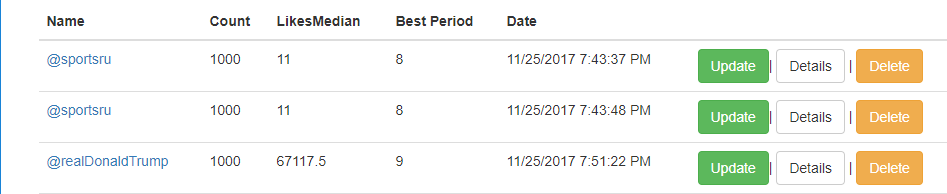 Name Count LikesMedian Best Period Date
@sportsru 1000 11 8 11/25/2017 7:43:37 PM Update | Details | Delete
@sportsru 1000 11 8 11/25/2017 7:43:48 PM Update | Details | Delete
@realDonaldTrump 1000 67117.5 9 11/25/2017 7:51:22 PM Update | Details | Delete